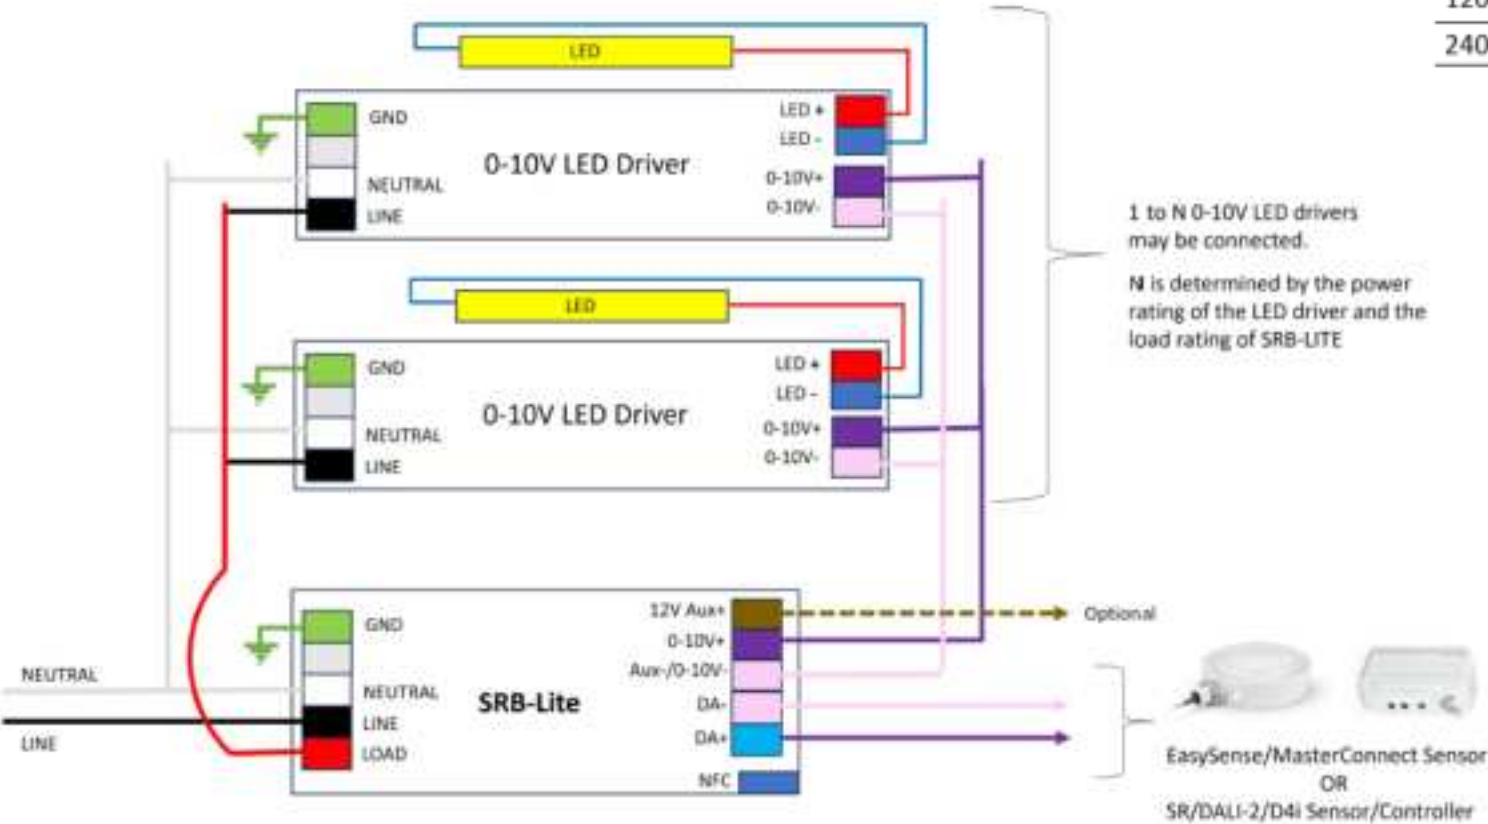 240
LED
GND
LED +
LED -
0-10V LED Driver
NEUTRAL
0-10V+
LINE
0-10V-
1 to N 0-10V LED drivers
may be connected.
N is determined by the power
rating of the LED driver and the
load rating of SRB-LITE
LED
GND
LED +
LED -
0-10V LED Driver
NEUTRAL
0-10V+
LINE
0-10V-
12V Aux+
Optional
GND
0-10V+
Aux-/0-10V-
NEUTRAL
NEUTRAL
SRB-Lite
DA-
LINE
LINE
DA+
LOAD
NFC
EasySense/MasterConnect Sensor
OR
SR/DALI-2/D4i Sensor/Controller